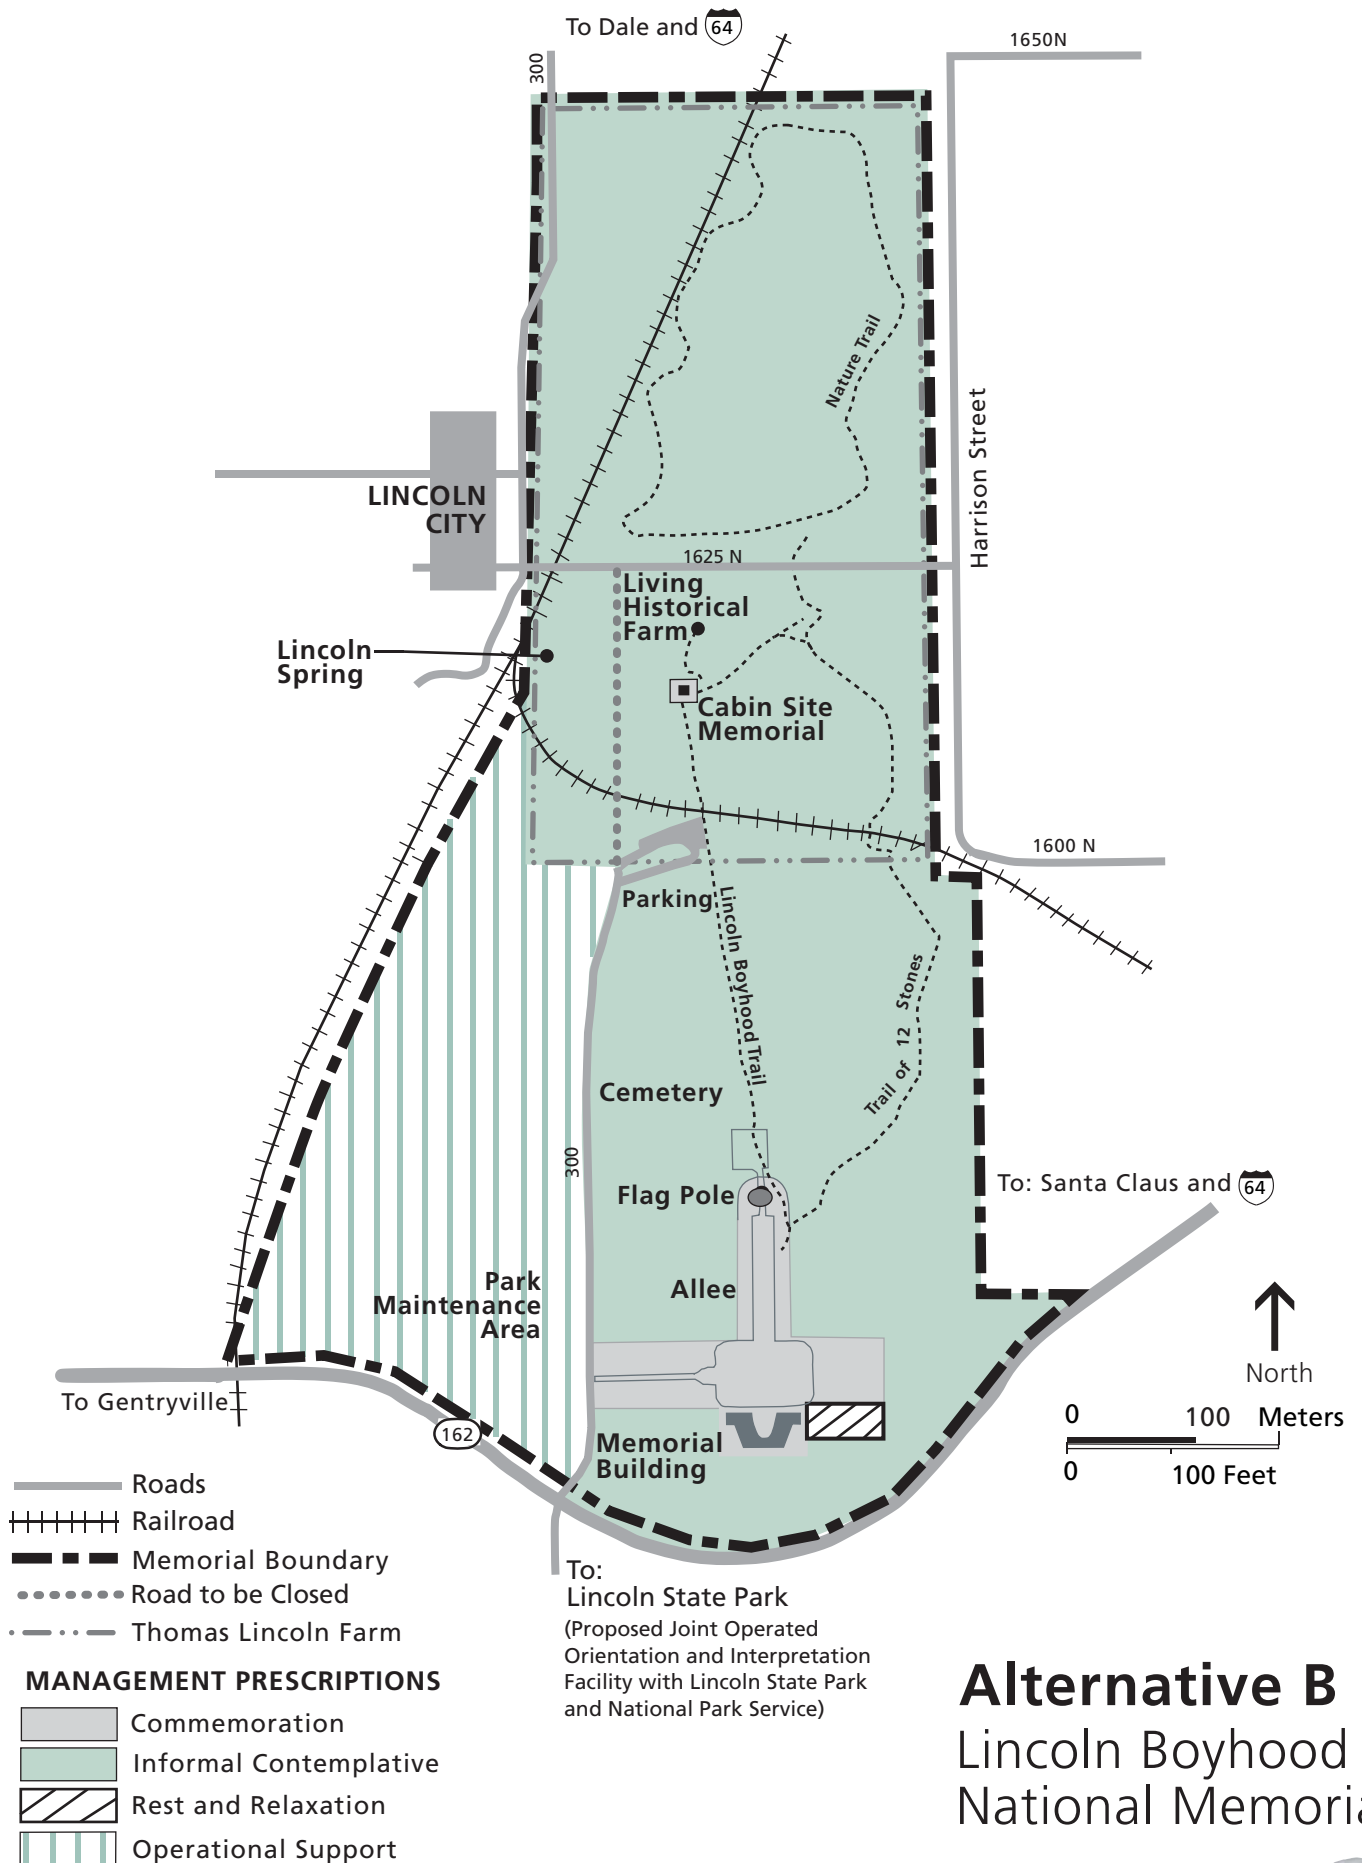 To Dale and 64
1650N
300
Nature Trail
Harrison Street
LINCOLN
CITY
1625 N
Living
Historical
Farm
Lincoln
Spring
Cabin Site
Memorial
1600 N
Parking
Lincoln Boyhood Trail
Trail of 12 Stones
Cemetery
300
To: Santa Claus and 64
Flag Pole
Allee
Park
Maintenance
Area
North
To Gentryville
162
0 100 Meters
0 100 Feet
Memorial
Building
Roads
Railroad
Memorial Boundary
Road to be Closed
Thomas Lincoln Farm
To:
Lincoln State Park
(Proposed Joint Operated
Orientation and Interpretation
Facility with Lincoln State Park
and National Park Service)
MANAGEMENT PRESCRIPTIONS
Commemoration
Informal Contemplative
Rest and Relaxation
Operational Support
Alternative B
Lincoln Boyhood
National Memoria